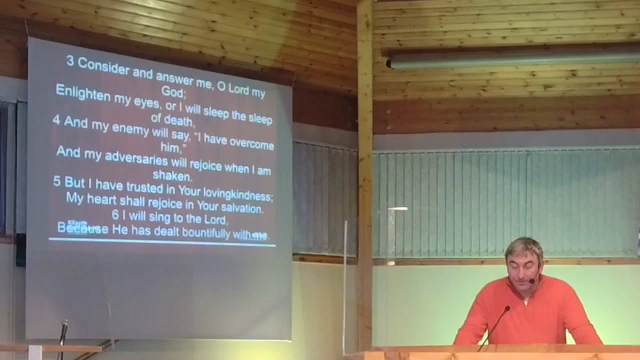 3 Consider and answer me, O Lord my
God;
Enlighten my eyes, or I will sleep the sleep
of death,
4 And my enemy will say, "I have overcome
him,"
And my adversaries will rejoice when I am
shaken.
5 But I have trusted in Your lovingkindness;
My heart shall rejoice in Your salvation.
6 I will sing to the Lord,
Because He has dealt bountifully with me.